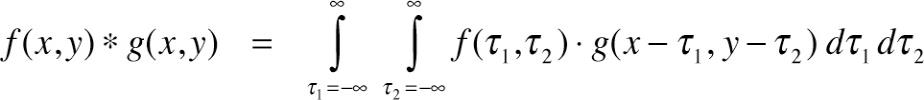 f(x,y) * g(x,y) = ∫_{τ₁=−∞}^{∞} ∫_{τ₂=−∞}^{∞} f(τ₁,τ₂) · g(x − τ₁, y − τ₂) dτ₁ dτ₂